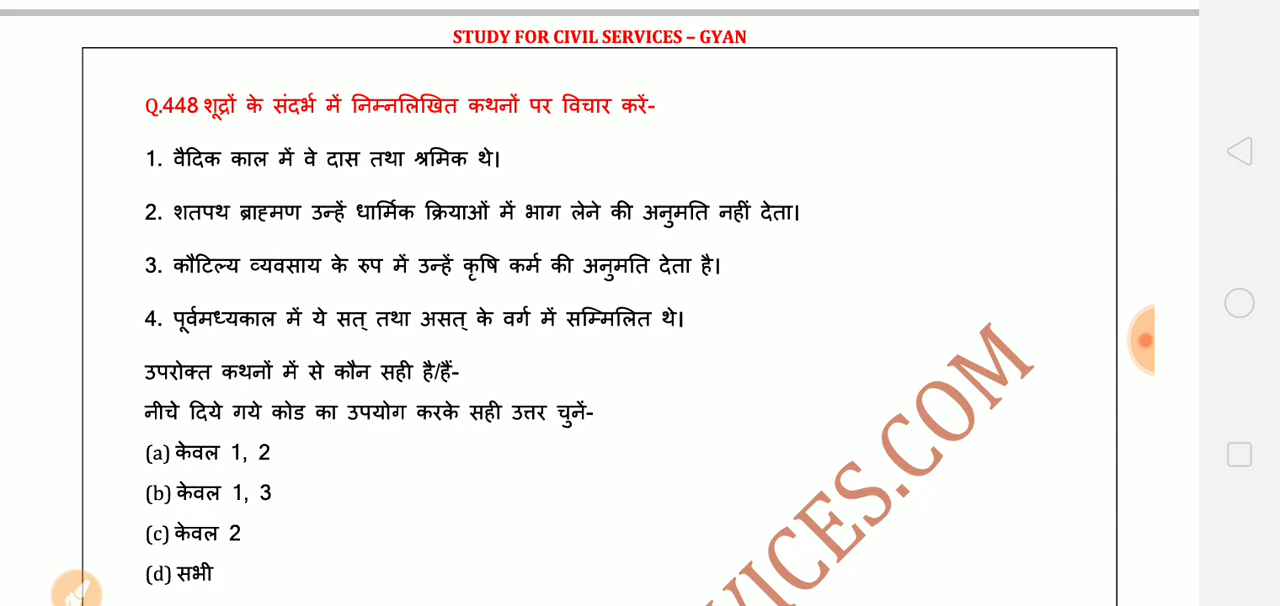 STUDY FOR CIVIL SERVICES – GYAN
Q.448 शूद्रों के संदर्भ में निम्नलिखित कथनों पर विचार करें-
1. वैदिक काल में वे दास तथा श्रमिक थे।
2. शतपथ ब्राह्मण उन्हें धार्मिक क्रियाओं में भाग लेने की अनुमति नहीं देता।
3. कौटिल्य व्यवसाय के रुप में उन्हें कृषि कर्म की अनुमति देता है।
4. पूर्वमध्यकाल में ये सत् तथा असत् के वर्ग में सम्मिलित थे।
उपरोक्त कथनों में से कौन सही है/हैं-
नीचे दिये गये कोड का उपयोग करके सही उत्तर चुनें-
(a) केवल 1, 2
(b) केवल 1, 3
(c) केवल 2
(d) सभी
VICES.COM